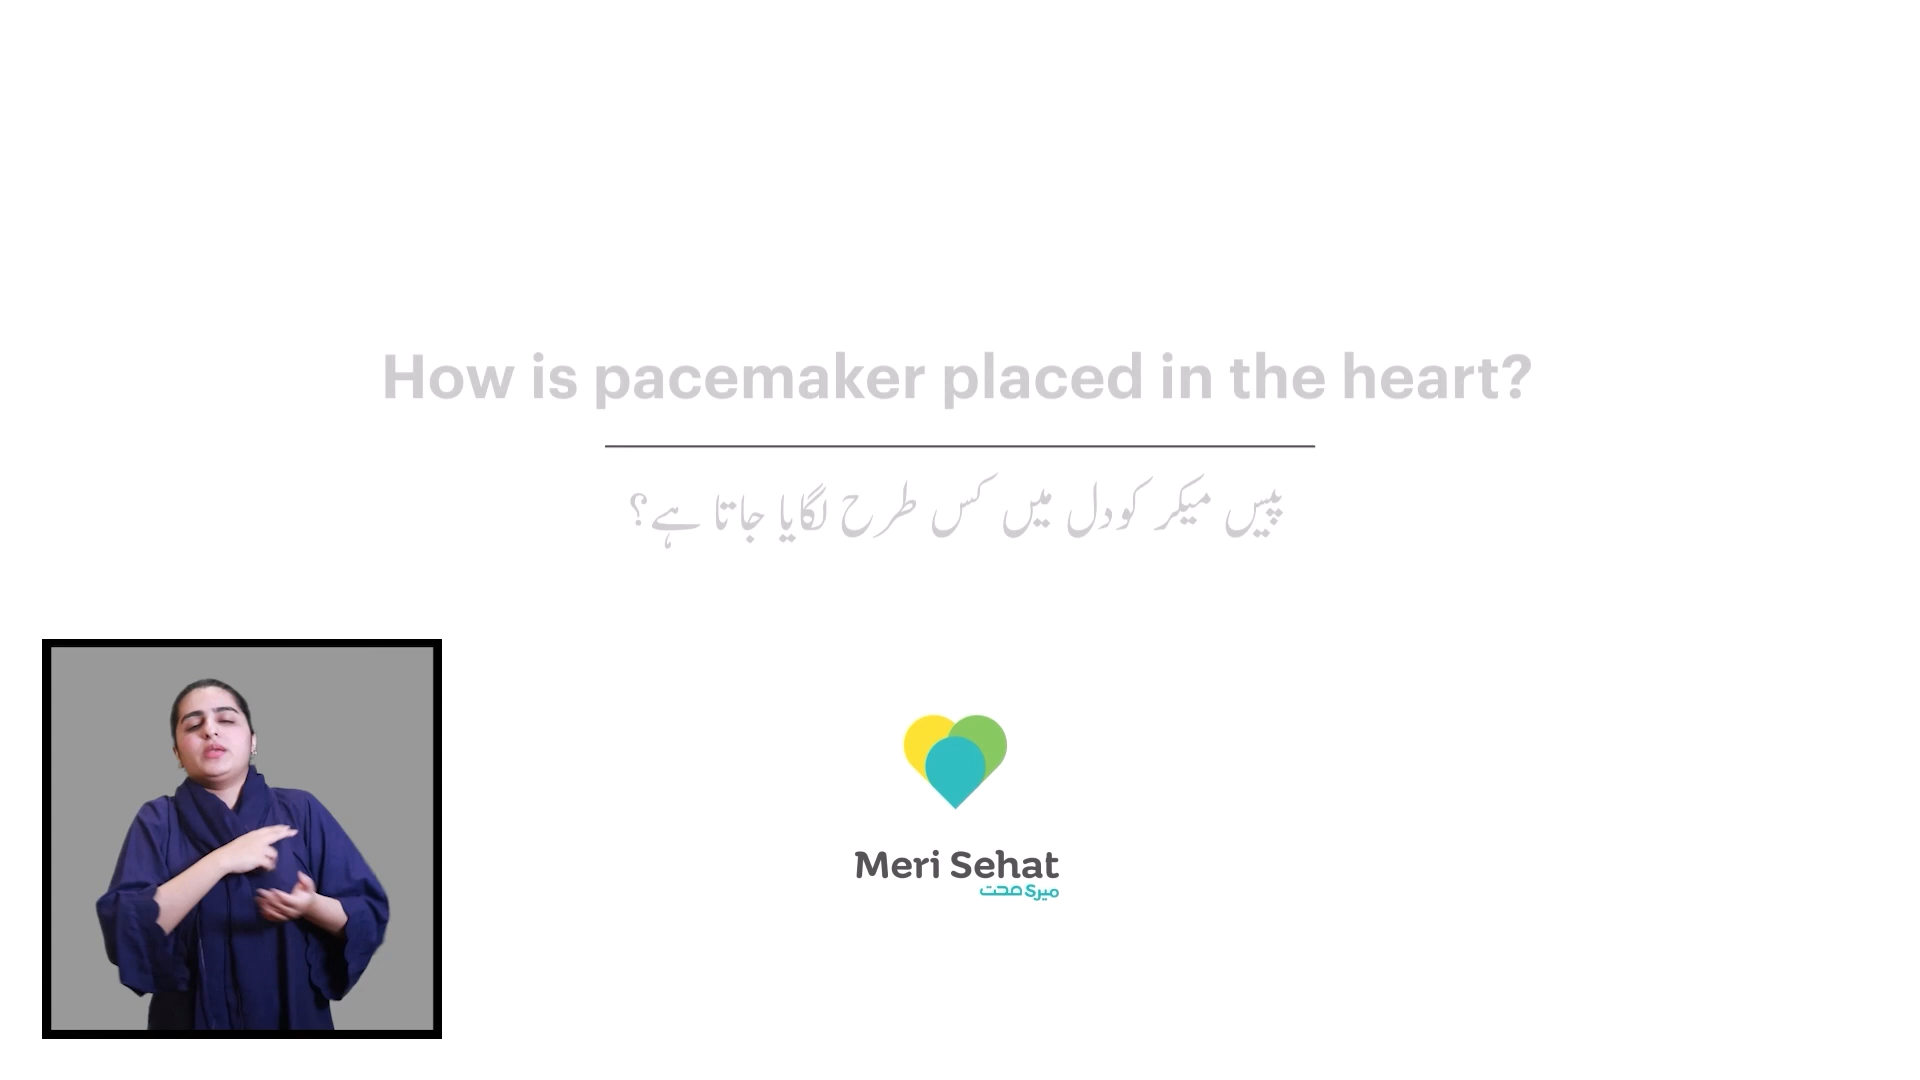 How is pacemaker placed in the heart?
پیس میکر کو دل میں کس طرح لگایا جاتا ہے؟
Meri Sehat
میری صحت